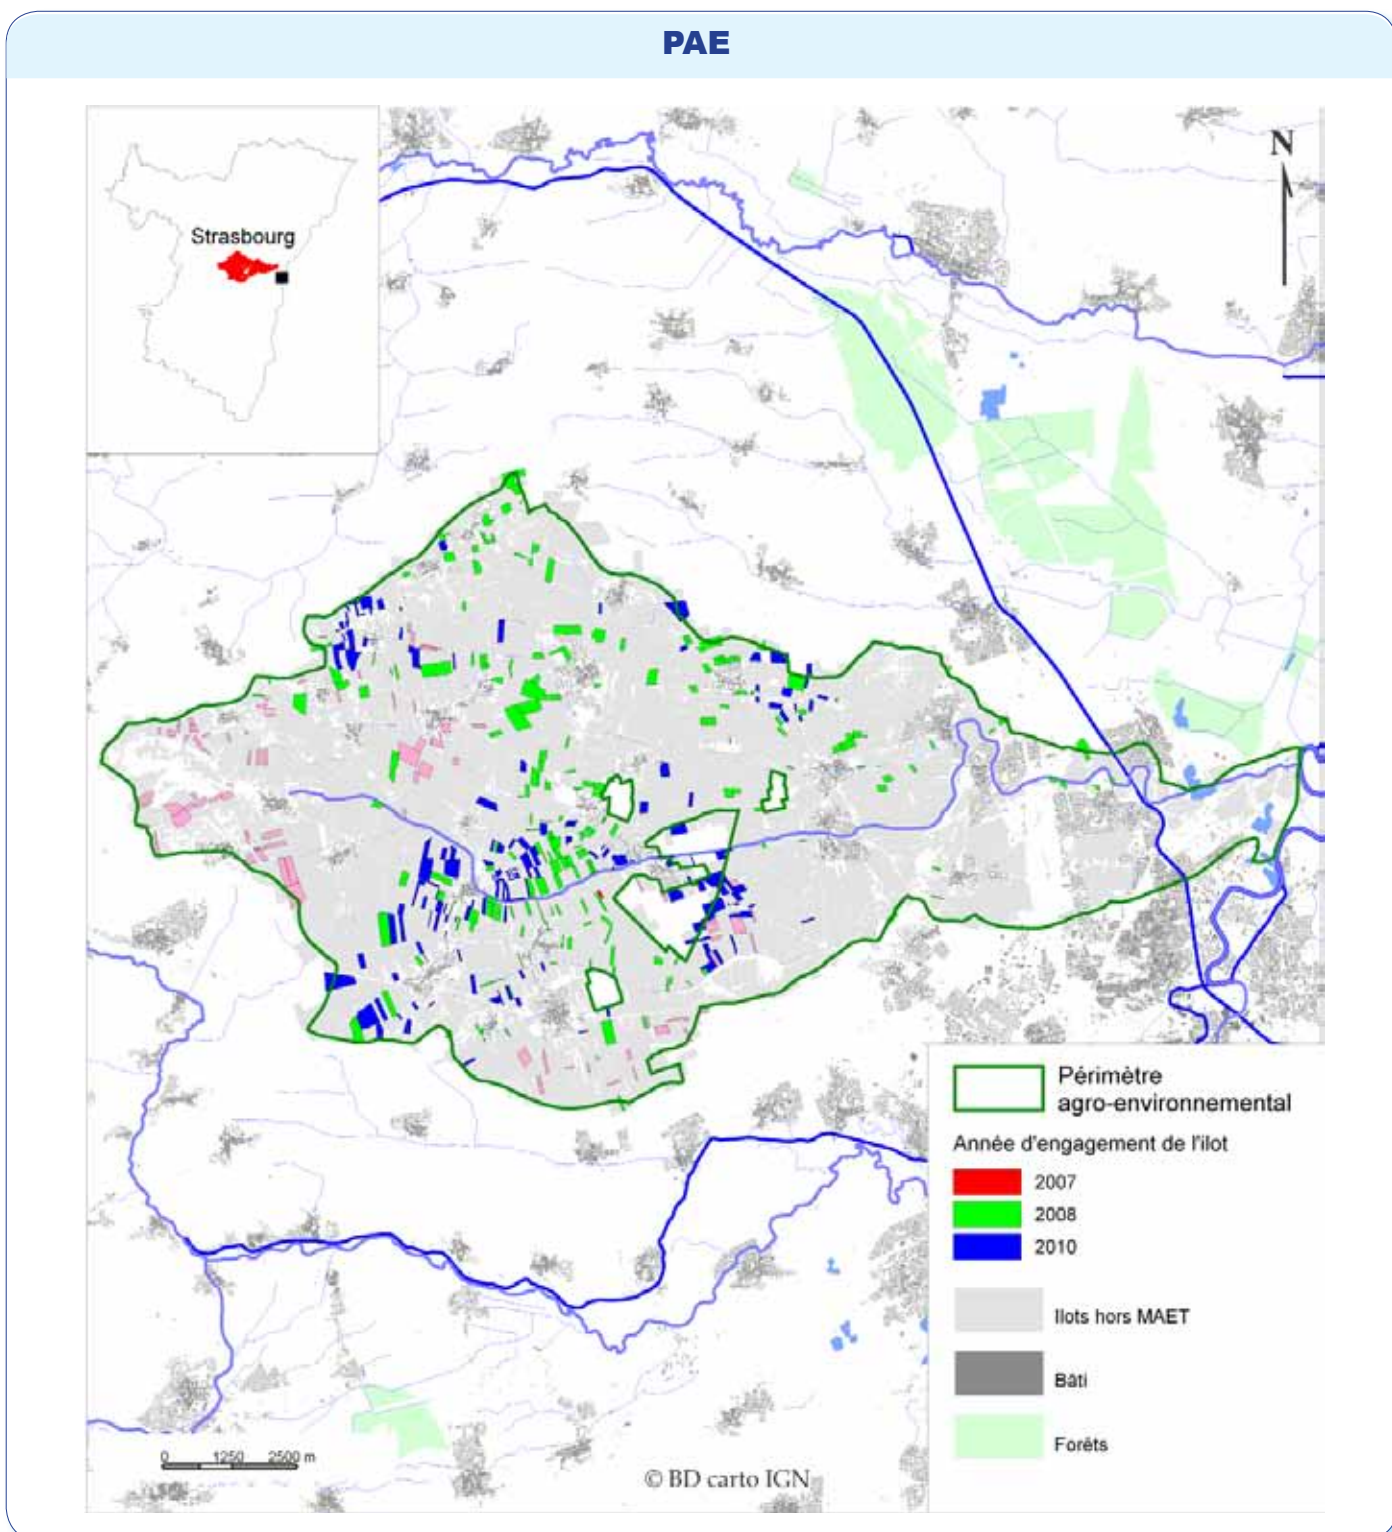 PAE
Strasbourg
N
Périmètre
agro-environnemental
Année d'engagement de l'ilot
2007
2008
2010
Ilots hors MAET
Bâti
Forêts
0 1250 2500 m
© BD carto IGN